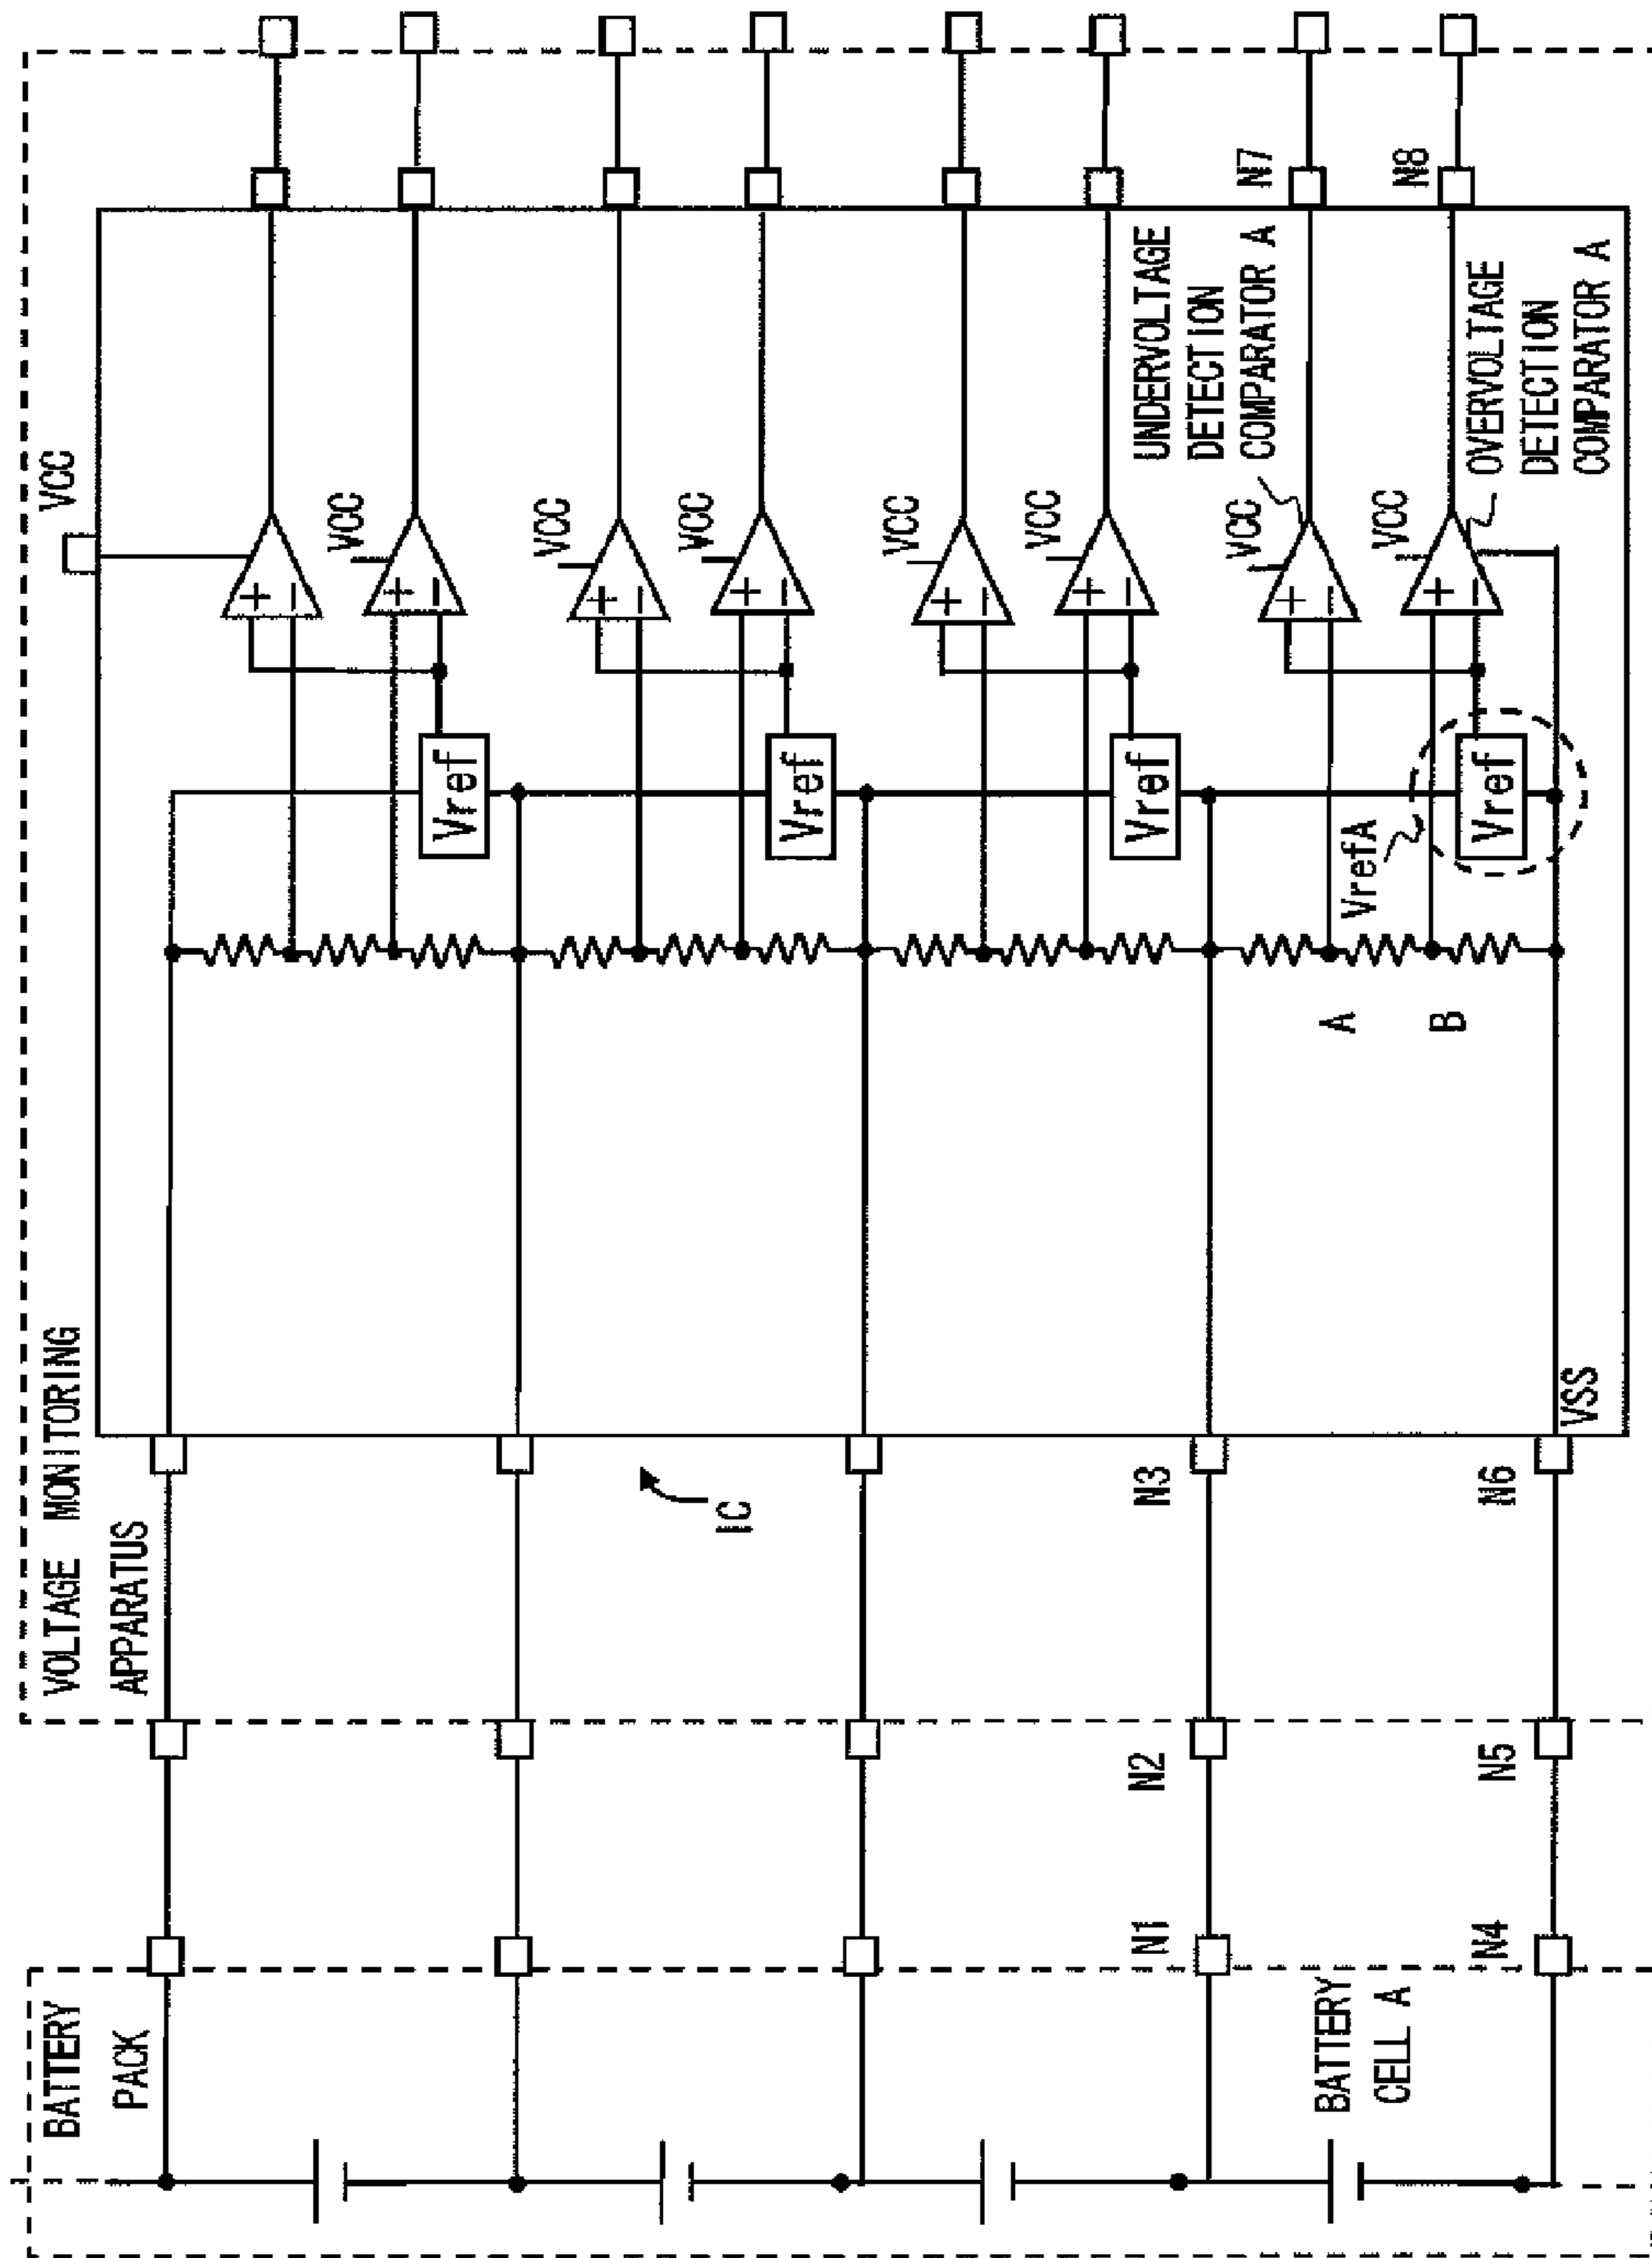 BATTERY
PACK
VOLTAGE MONITORING
APPARATUS
VCC
+
−
VCC
+
−
Vref
VCC
+
−
VCC
+
−
Vref
IC
VCC
+
−
VCC
+
−
Vref
UNDERVOLTAGE
DETECTION
COMPARATOR A
N1
N2
N3
N7
BATTERY
CELL A
A
VrefA
VCC
+
−
B
Vref
VCC
+
−
OVERVOLTAGE
DETECTION
COMPARATOR A
N8
N4
N5
N6
VSS